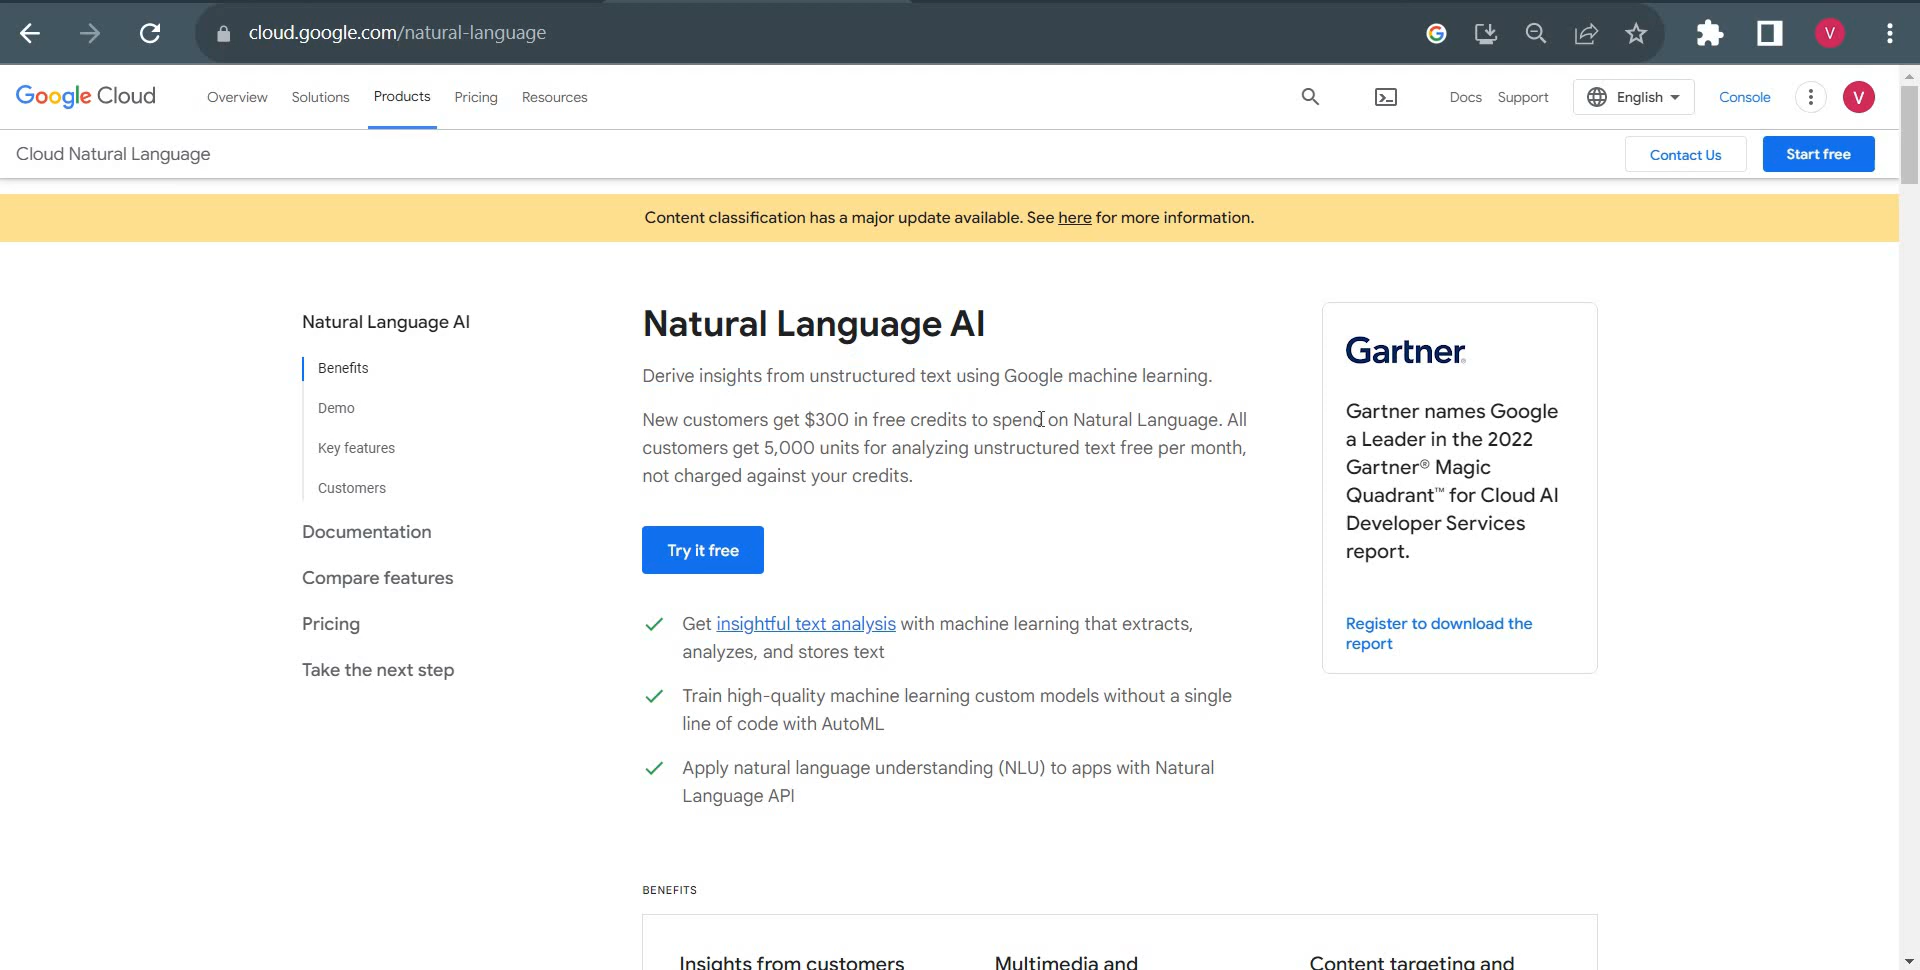 cloud.google.com/natural-language
V
Google Cloud
Overview Solutions Products Pricing Resources
Docs Support English Console V
Cloud Natural Language
Contact Us Start free
Content classification has a major update available. See here for more information.
Natural Language AI
Benefits
Demo
Key features
Customers
Documentation
Compare features
Pricing
Take the next step
Natural Language AI
Derive insights from unstructured text using Google machine learning.
New customers get $300 in free credits to spend on Natural Language. All
customers get 5,000 units for analyzing unstructured text free per month,
not charged against your credits.
Try it free
Get insightful text analysis with machine learning that extracts,
analyzes, and stores text
Train high-quality machine learning custom models without a single
line of code with AutoML
Apply natural language understanding (NLU) to apps with Natural
Language API
Gartner
Gartner names Google
a Leader in the 2022
Gartner® Magic
Quadrant™ for Cloud AI
Developer Services
report.
Register to download the
report
BENEFITS
Insights from customers Multimedia and Content targeting and